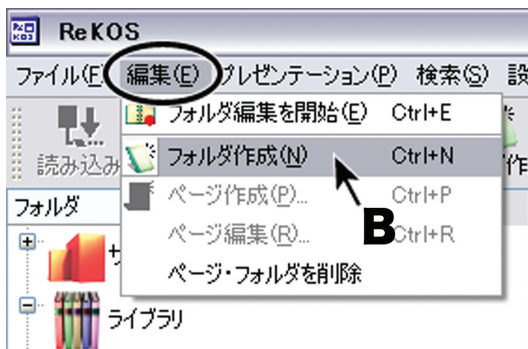 ReKOS
ファイル(F) 編集(E) プレゼンテーション(P) 検索(S) 設
フォルダ編集を開始(E) Ctrl+E
読み込み フォルダ作成(N) Ctrl+N 作
フォルダ ページ作成(P)... Ctrl+P
ページ編集(R)... Ctrl+R
B
サ ページ・フォルダを削除
ライブラリ